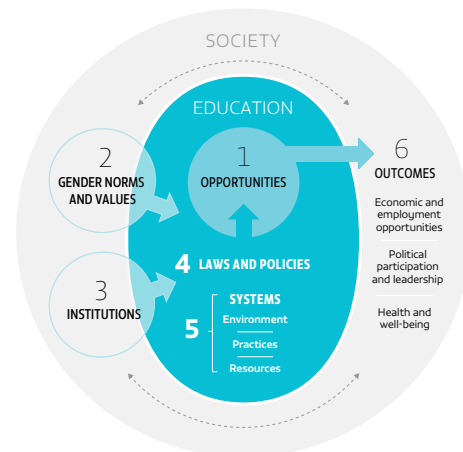 SOCIETY
EDUCATION
1
OPPORTUNITIES
2
GENDER NORMS
AND VALUES
3
INSTITUTIONS
4 LAWS AND POLICIES
5
SYSTEMS
Environment
Practices
Resources
6
OUTCOMES
Economic and
employment
opportunities
Political
participation
and leadership
Health and
well-being